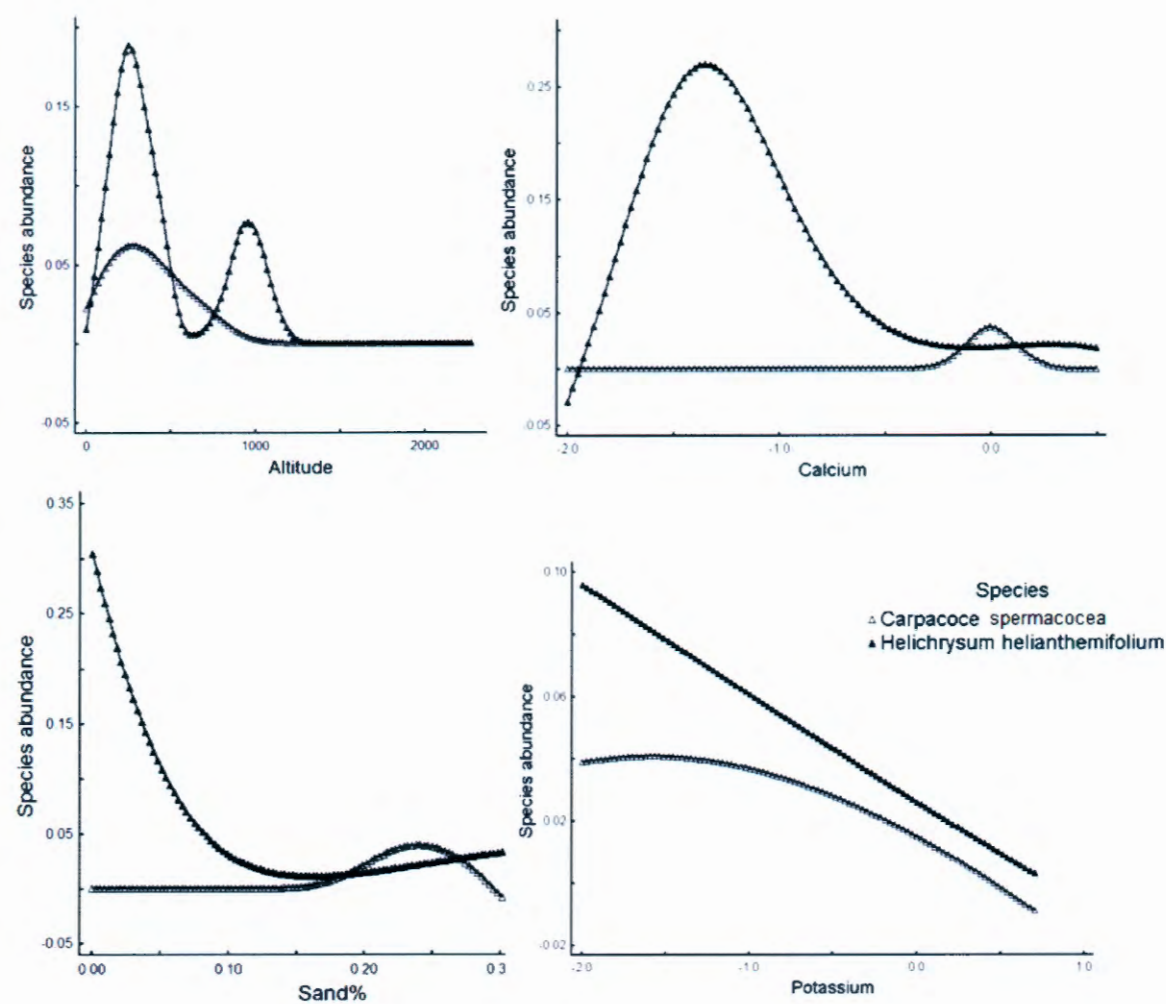 0.15
0.05
-0.05
Species abundance
0
1000
2000
Altitude
0.25
0.15
0.05
-0.05
Species abundance
-2.0
-1.0
0.0
Calcium
0.35
0.25
0.15
0.05
-0.05
Species abundance
0.00
0.10
0.20
0.3
Sand%
0.10
0.06
0.02
-0.02
Species abundance
-2.0
-1.0
0.0
1.0
Potassium
Species
Carpacoce spermacocea
Helichrysum helianthemifolium